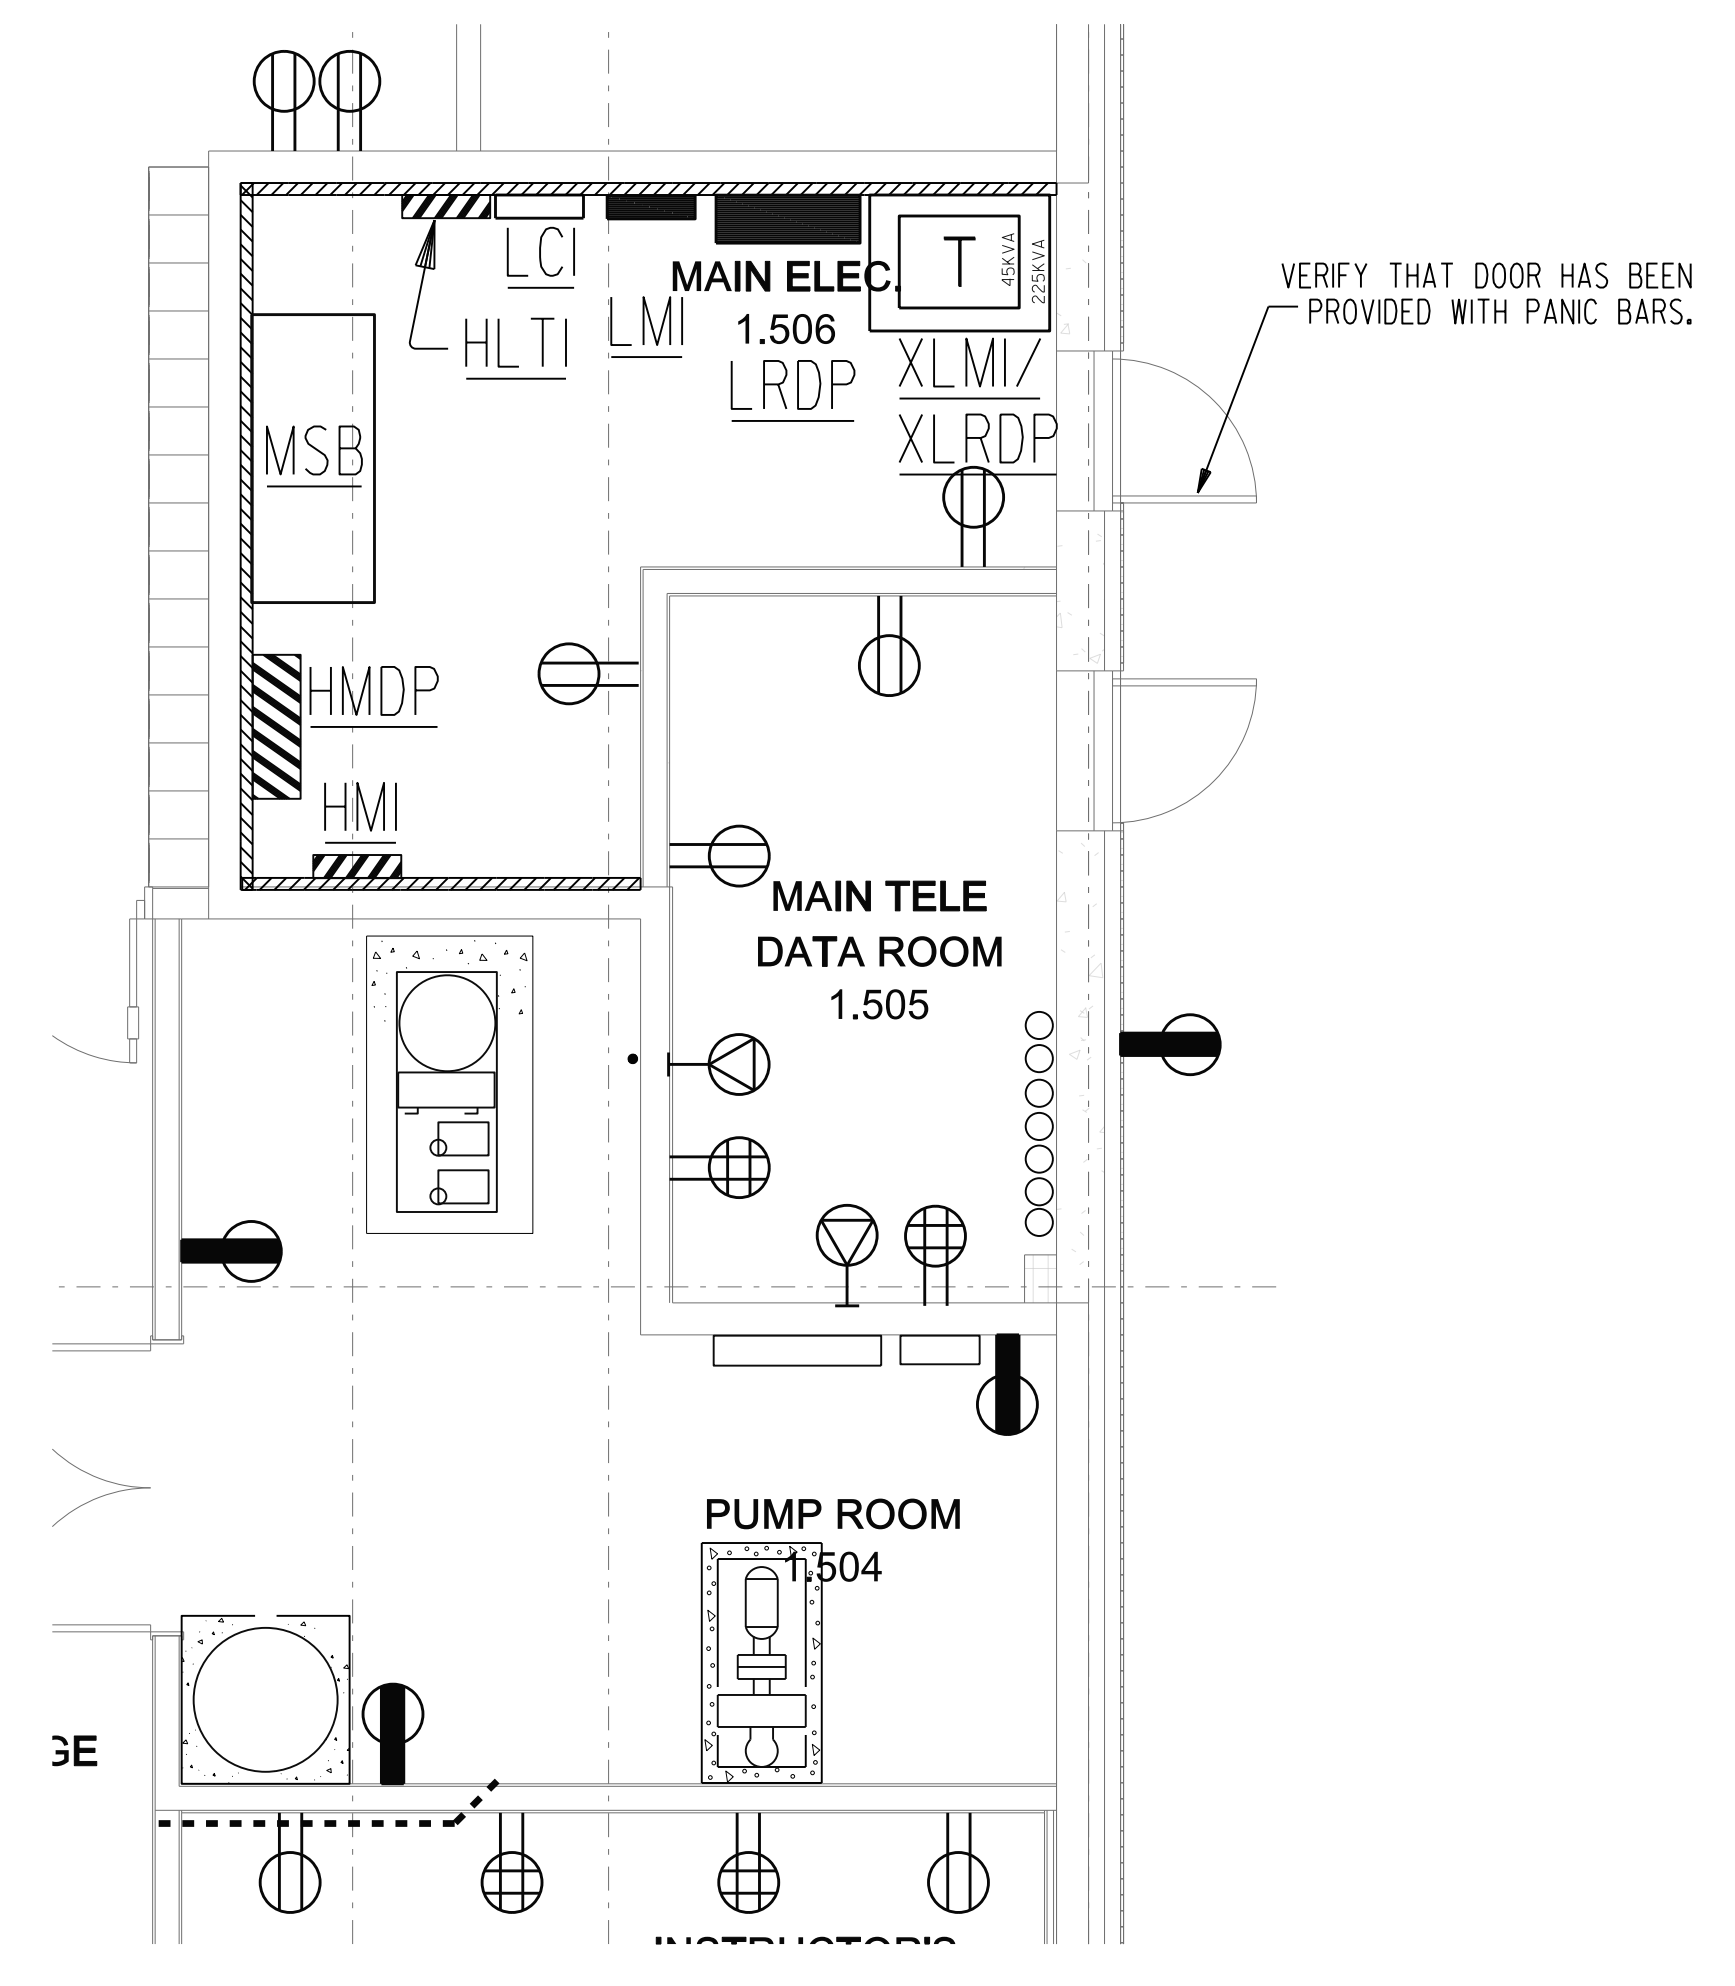 LCI
MAIN ELEC.
1.506
T
45KVA
225KVA
HLTI
LMI
LRDP
XLMI/
XLRDP
VERIFY THAT DOOR HAS BEEN
PROVIDED WITH PANIC BARS.
MSB
HMDP
HMI
MAIN TELE
DATA ROOM
1.505
PUMP ROOM
1.504
GE
INSTRUCTOR'S